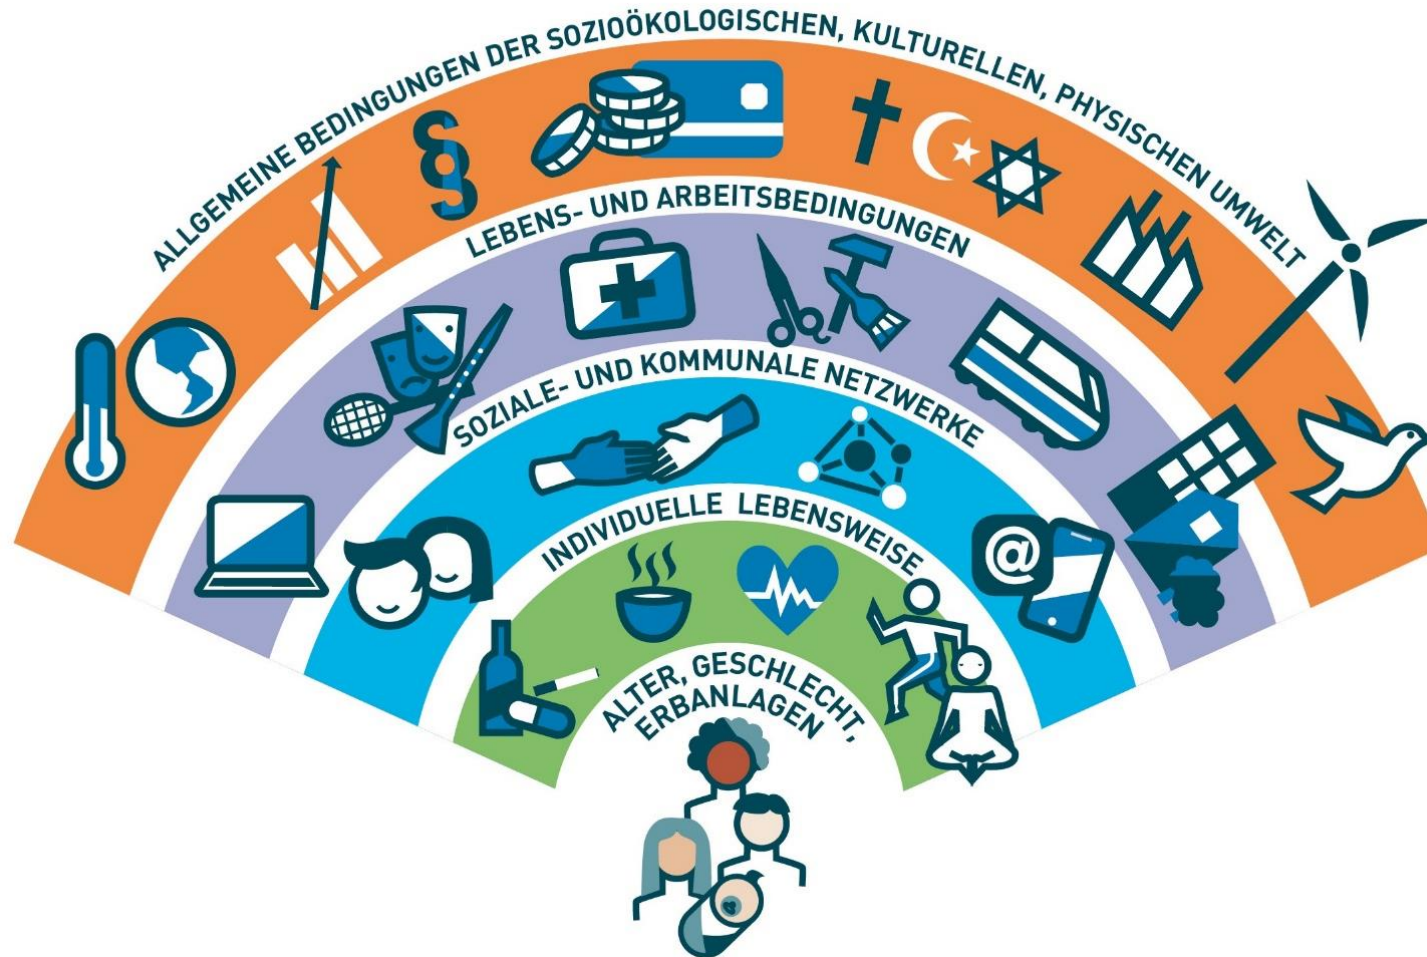 ALLGEMEINE BEDINGUNGEN DER SOZIOÖKOLOGISCHEN, KULTURELLEN, PHYSISCHEN UMWELT
§
LEBENS- UND ARBEITSBEDINGUNGEN
SOZIALE- UND KOMMUNALE NETZWERKE
@
INDIVIDUELLE LEBENSWEISE
ALTER, GESCHLECHT,
ERBANLAGEN